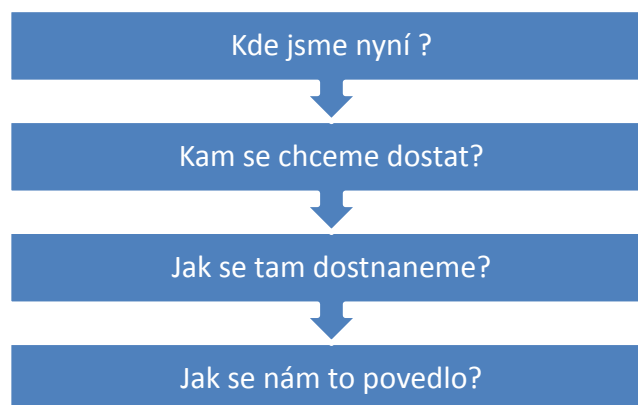 Kde jsme nyní ?
Kam se chceme dostat?
Jak se tam dostnaneme?
Jak se nám to povedlo?